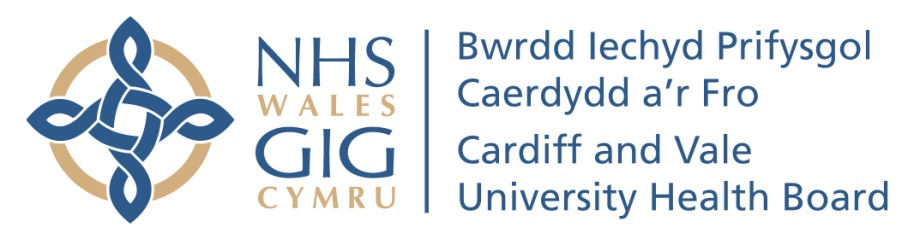 NHS
WALES
GIG
CYMRU
Bwrdd Iechyd Prifysgol
Caerdydd a'r Fro
Cardiff and Vale
University Health Board